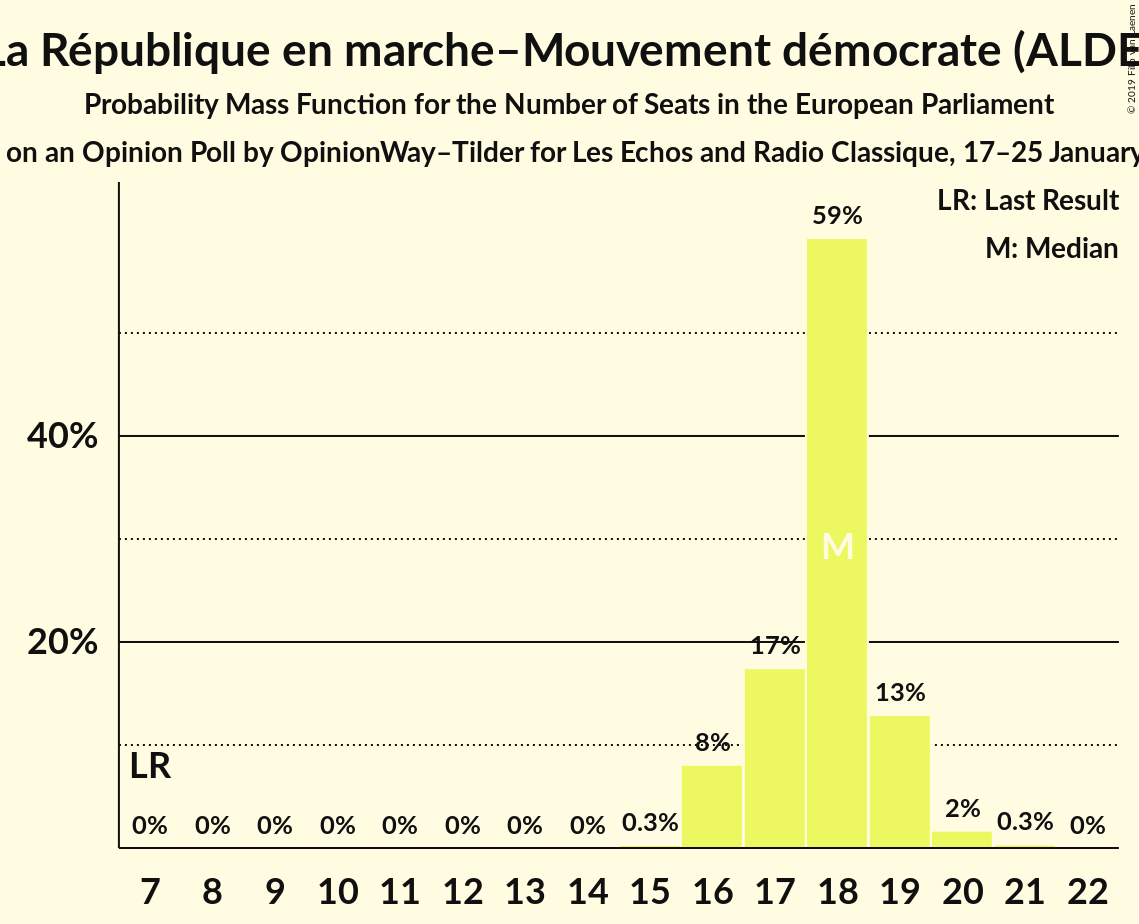 La République en marche–Mouvement démocrate (ALDE
Probability Mass Function for the Number of Seats in the European Parliament
on an Opinion Poll by OpinionWay–Tilder for Les Echos and Radio Classique, 17–25 January
© 2019
LR: Last Result
M: Median
59%
40%
M
20%
17%
13%
8%
LR
0% 0% 0% 0% 0% 0% 0% 0% 0.3% 2% 0.3% 0%
7 8 9 10 11 12 13 14 15 16 17 18 19 20 21 22